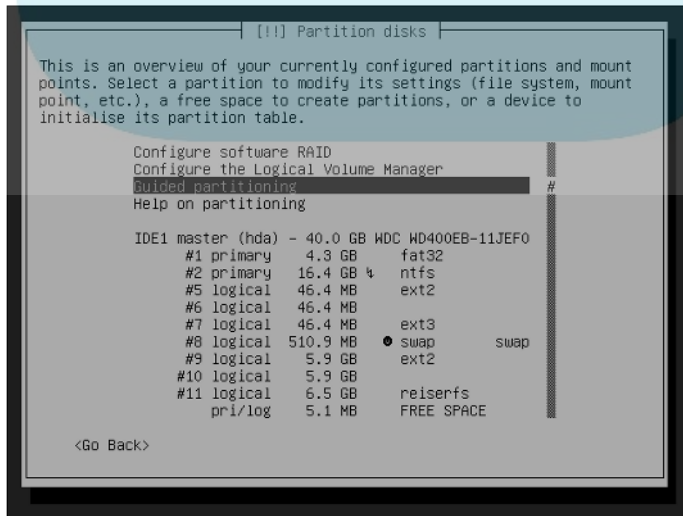 [!!] Partition disks
This is an overview of your currently configured partitions and mount
points. Select a partition to modify its settings (file system, mount
point, etc.), a free space to create partitions, or a device to
initialise its partition table.
Configure software RAID
Configure the Logical Volume Manager
Guided partitioning #
Help on partitioning
IDE1 master (hda) - 40.0 GB WDC WD400EB-11JEF0
#1 primary 4.3 GB fat32
#2 primary 16.4 GB ↯ ntfs
#5 logical 46.4 MB ext2
#6 logical 46.4 MB
#7 logical 46.4 MB ext3
#8 logical 510.9 MB ☻ swap swap
#9 logical 5.9 GB ext2
#10 logical 5.9 GB
#11 logical 6.5 GB reiserfs
pri/log 5.1 MB FREE SPACE
<Go Back>